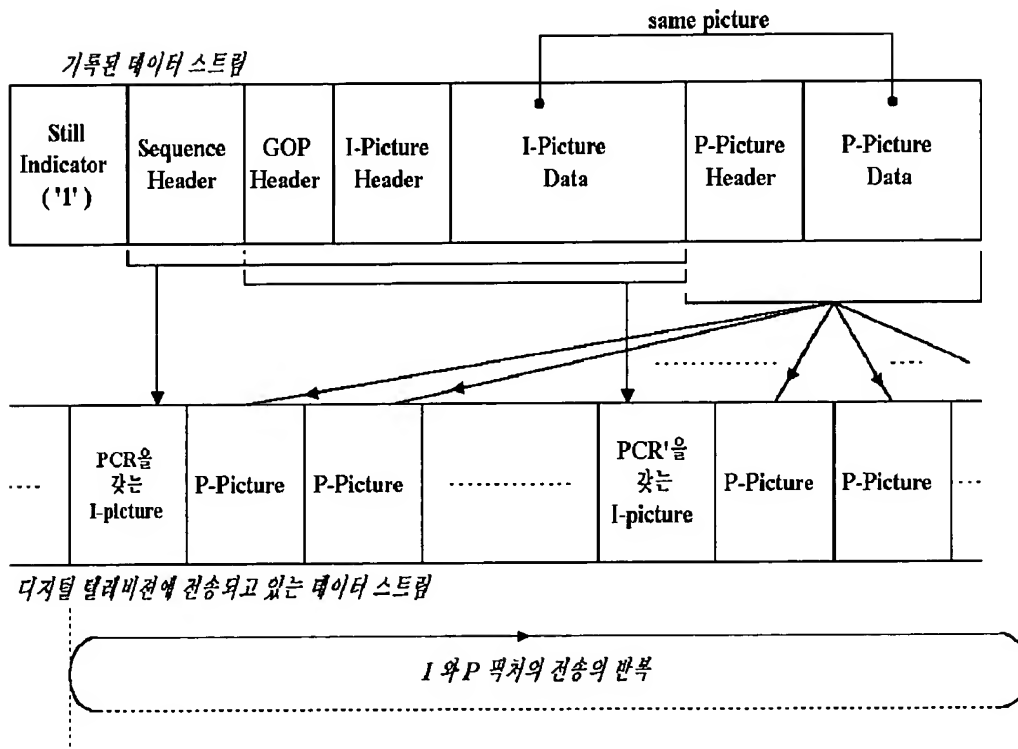 same picture
기록된 데이터 스트림
Still
Indicator
('1')
Sequence
Header
GOP
Header
I-Picture
Header
I-Picture
Data
P-Picture
Header
P-Picture
Data
PCR을
갖는
I-picture
P-Picture
P-Picture
PCR'을
갖는
I-picture
P-Picture
P-Picture
디지털 텔레비전에 전송되고 있는 데이터 스트림
I 와 P 픽처의 전송의 반복